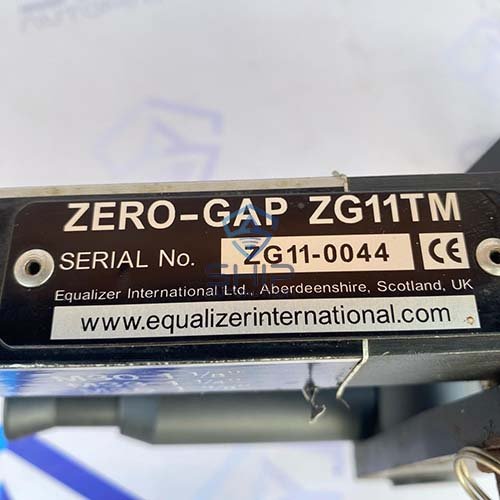 ZERO-GAP ZG11TM
SERIAL No. ZG11-0044 CE
Equalizer International Ltd., Aberdeenshire, Scotland, UK
www.equalizerinternational.com